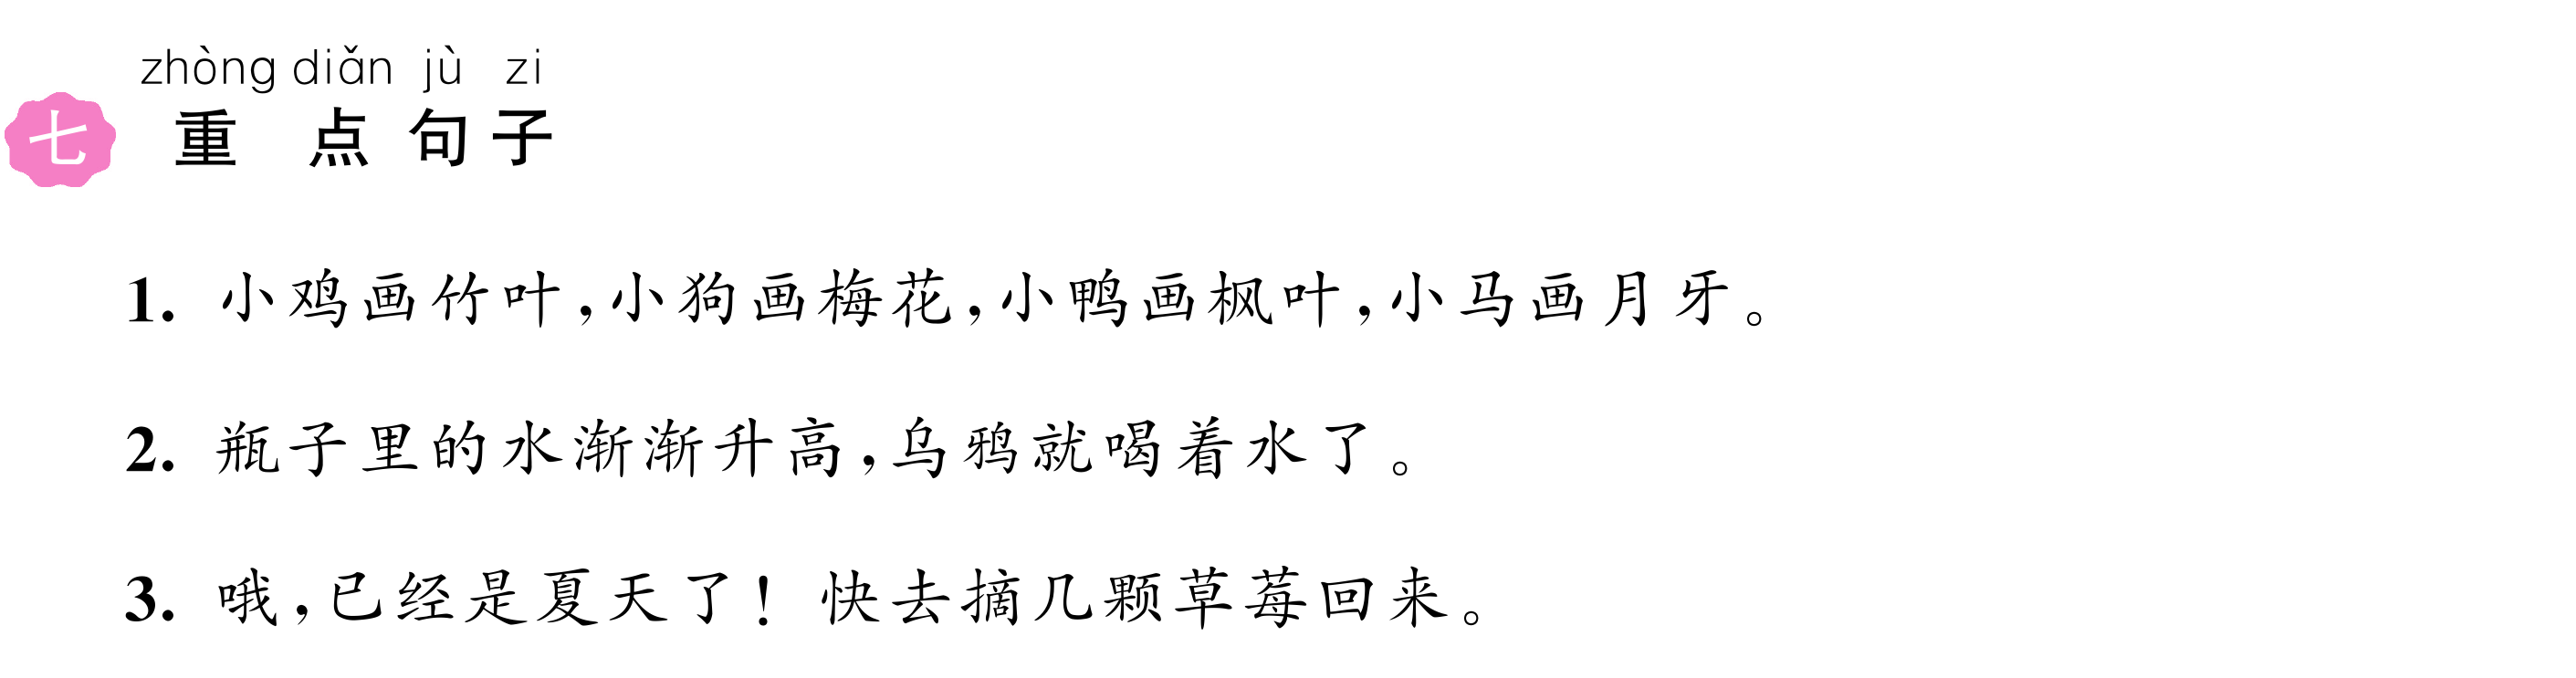 zhòng diǎn jù zi
七 重点句子
1. 小鸡画竹叶,小狗画梅花,小鸭画枫叶,小马画月牙。
2. 瓶子里的水渐渐升高,乌鸦就喝着水了。
3. 哦,已经是夏天了! 快去摘几颗草莓回来。